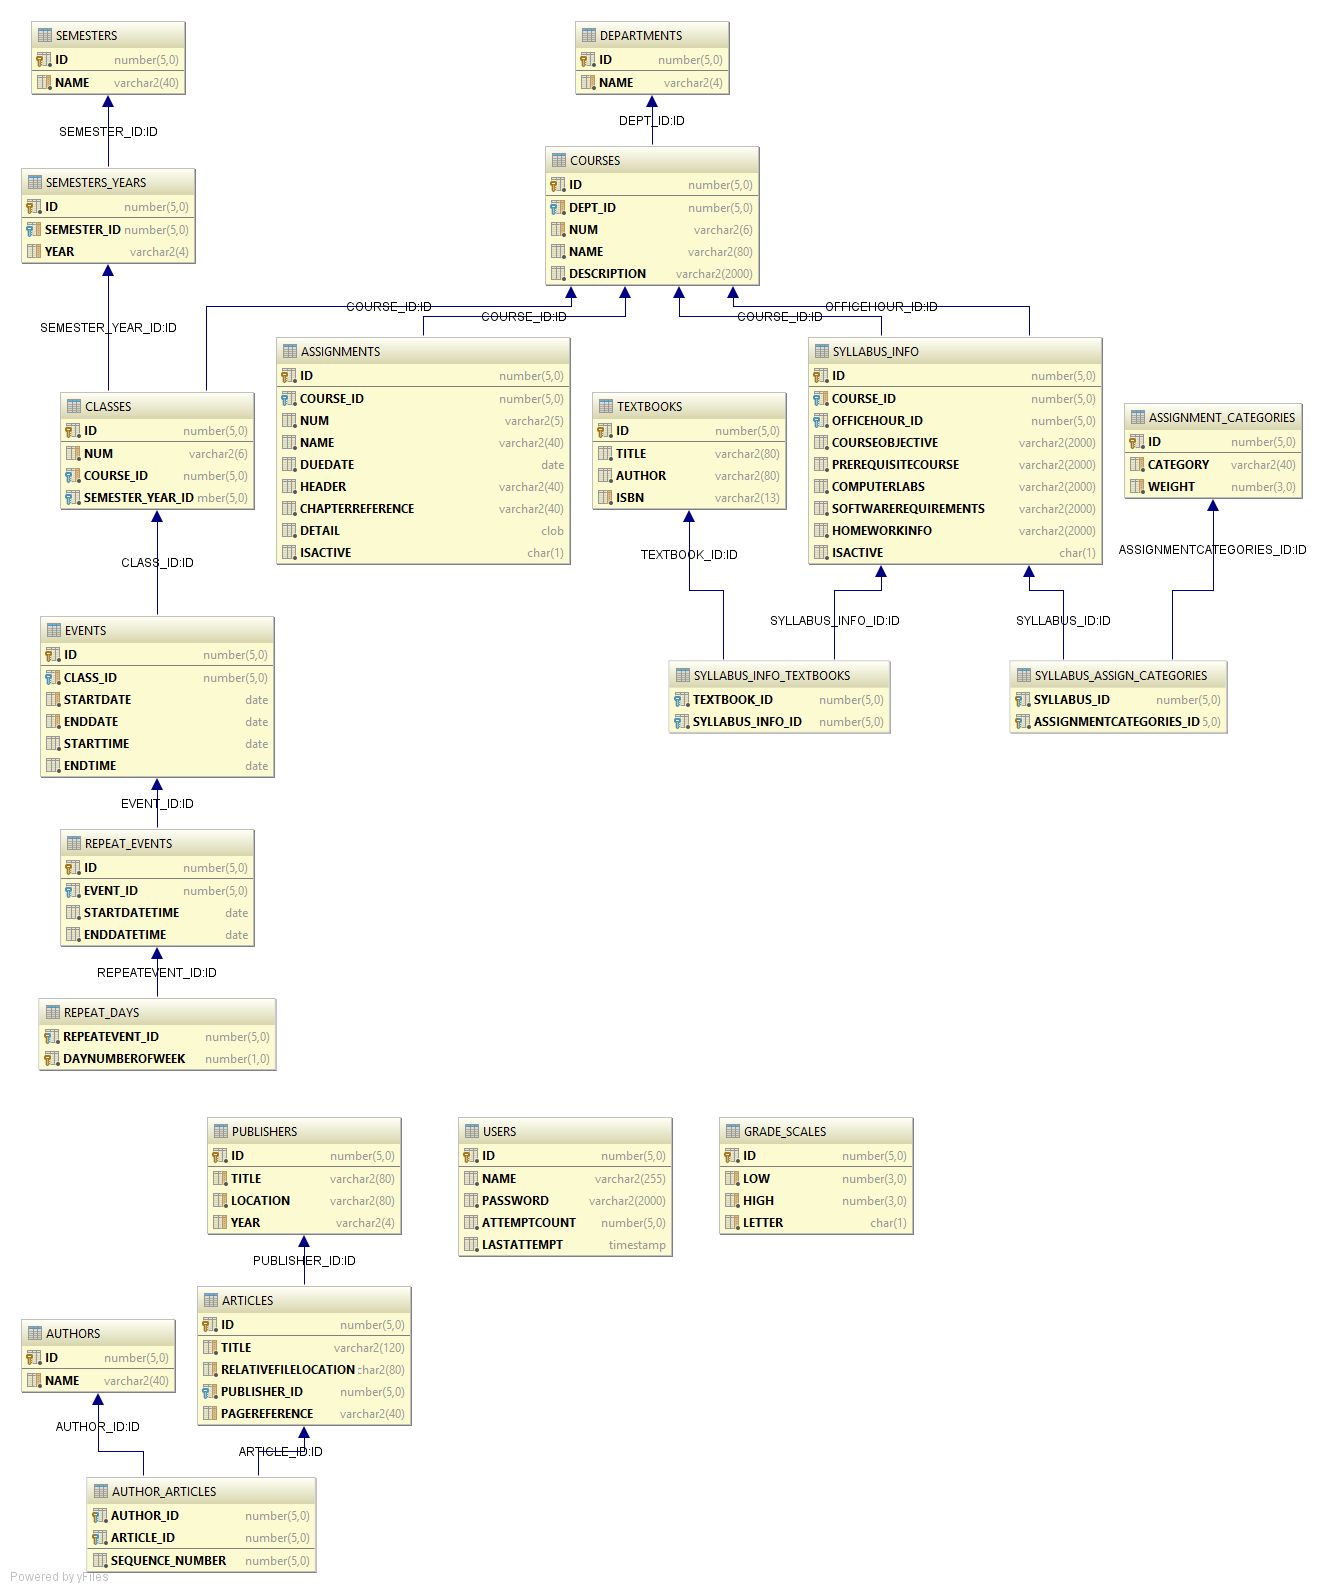 SEMESTERS
ID number(5,0)
NAME varchar2(40)
DEPARTMENTS
ID number(5,0)
NAME varchar2(4)
SEMESTER_ID:ID
DEPT_ID:ID
SEMESTERS_YEARS
ID number(5,0)
SEMESTER_ID number(5,0)
YEAR varchar2(4)
COURSES
ID number(5,0)
DEPT_ID number(5,0)
NUM varchar2(6)
NAME varchar2(80)
DESCRIPTION varchar2(2000)
SEMESTER_YEAR_ID:ID
COURSE_ID:ID
COURSE_ID:ID
COURSE_ID:ID
OFFICEHOUR_ID:ID
CLASSES
ID number(5,0)
NUM varchar2(6)
COURSE_ID number(5,0)
SEMESTER_YEAR_ID mber(5,0)
ASSIGNMENTS
ID number(5,0)
COURSE_ID number(5,0)
NUM varchar2(5)
NAME varchar2(40)
DUEDATE date
HEADER varchar2(40)
CHAPTERREFERENCE varchar2(40)
DETAIL clob
ISACTIVE char(1)
TEXTBOOKS
ID number(5,0)
TITLE varchar2(80)
AUTHOR varchar2(80)
ISBN varchar2(13)
SYLLABUS_INFO
ID number(5,0)
COURSE_ID number(5,0)
OFFICEHOUR_ID number(5,0)
COURSEOBJECTIVE varchar2(2000)
PREREQUISITECOURSE varchar2(2000)
COMPUTERLABS varchar2(2000)
SOFTWAREREQUIREMENTS varchar2(2000)
HOMEWORKINFO varchar2(2000)
ISACTIVE char(1)
ASSIGNMENT_CATEGORIES
ID number(5,0)
CATEGORY varchar2(40)
WEIGHT number(3,0)
CLASS_ID:ID
TEXTBOOK_ID:ID
SYLLABUS_INFO_ID:ID
SYLLABUS_ID:ID
ASSIGNMENTCATEGORIES_ID:ID
EVENTS
ID number(5,0)
CLASS_ID number(5,0)
STARTDATE date
ENDDATE date
STARTTIME date
ENDTIME date
SYLLABUS_INFO_TEXTBOOKS
TEXTBOOK_ID number(5,0)
SYLLABUS_INFO_ID number(5,0)
SYLLABUS_ASSIGN_CATEGORIES
SYLLABUS_ID number(5,0)
ASSIGNMENTCATEGORIES_ID 5,0)
EVENT_ID:ID
REPEAT_EVENTS
ID number(5,0)
EVENT_ID number(5,0)
STARTDATETIME date
ENDDATETIME date
REPEATEVENT_ID:ID
REPEAT_DAYS
REPEATEVENT_ID number(5,0)
DAYNUMBEROFWEEK number(1,0)
PUBLISHERS
ID number(5,0)
TITLE varchar2(80)
LOCATION varchar2(80)
YEAR varchar2(4)
USERS
ID number(5,0)
NAME varchar2(255)
PASSWORD varchar2(2000)
ATTEMPTCOUNT number(5,0)
LASTATTEMPT timestamp
GRADE_SCALES
ID number(5,0)
LOW number(3,0)
HIGH number(3,0)
LETTER char(1)
PUBLISHER_ID:ID
ARTICLES
ID number(5,0)
TITLE varchar2(120)
RELATIVEFILELOCATION char2(80)
PUBLISHER_ID number(5,0)
PAGEREFERENCE varchar2(40)
AUTHORS
ID number(5,0)
NAME varchar2(40)
AUTHOR_ID:ID
ARTICLE_ID:ID
AUTHOR_ARTICLES
AUTHOR_ID number(5,0)
ARTICLE_ID number(5,0)
SEQUENCE_NUMBER number(5,0)
Powered by yFiles